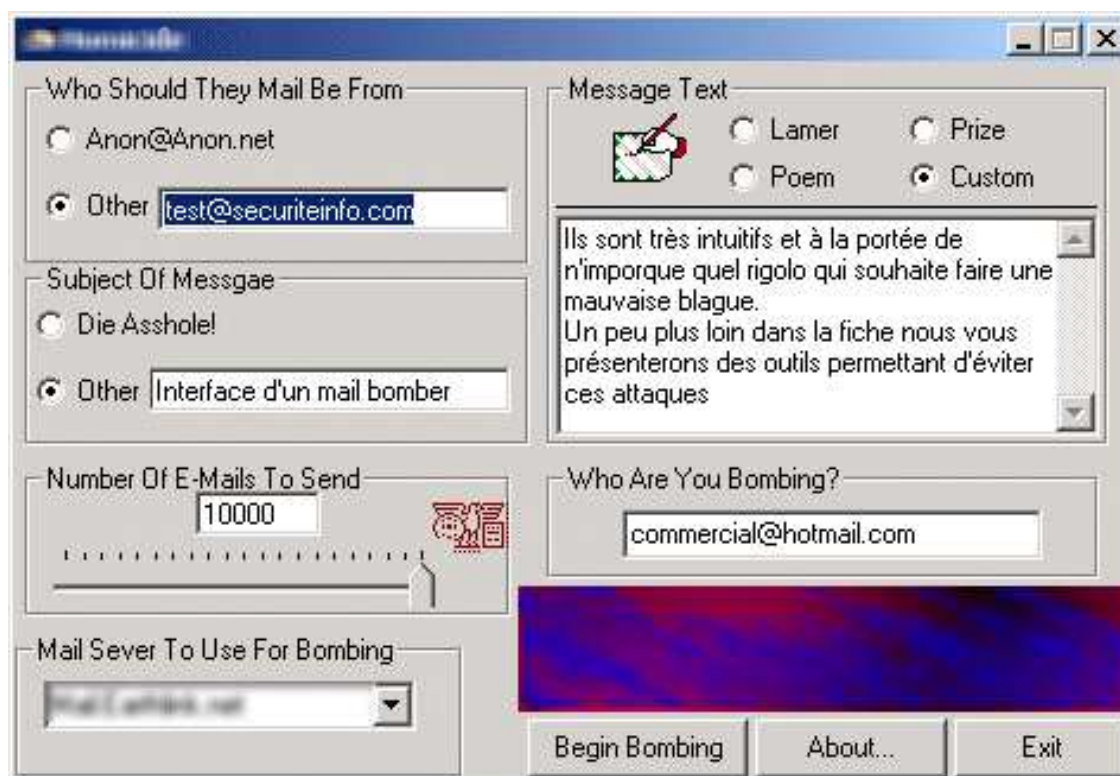 Who Should They Mail Be From
Anon@Anon.net
Other test@securiteinfo.com
Subject Of Messgae
Die Asshole!
Other Interface d'un mail bomber
Number Of E-Mails To Send
10000
Mail Sever To Use For Bombing
Message Text
Lamer Prize
Poem Custom
Ils sont très intuitifs et à la portée de
n'imporque quel rigolo qui souhaite faire une
mauvaise blague.
Un peu plus loin dans la fiche nous vous
présenterons des outils permettant d'éviter
ces attaques
Who Are You Bombing?
commercial@hotmail.com
Begin Bombing About... Exit